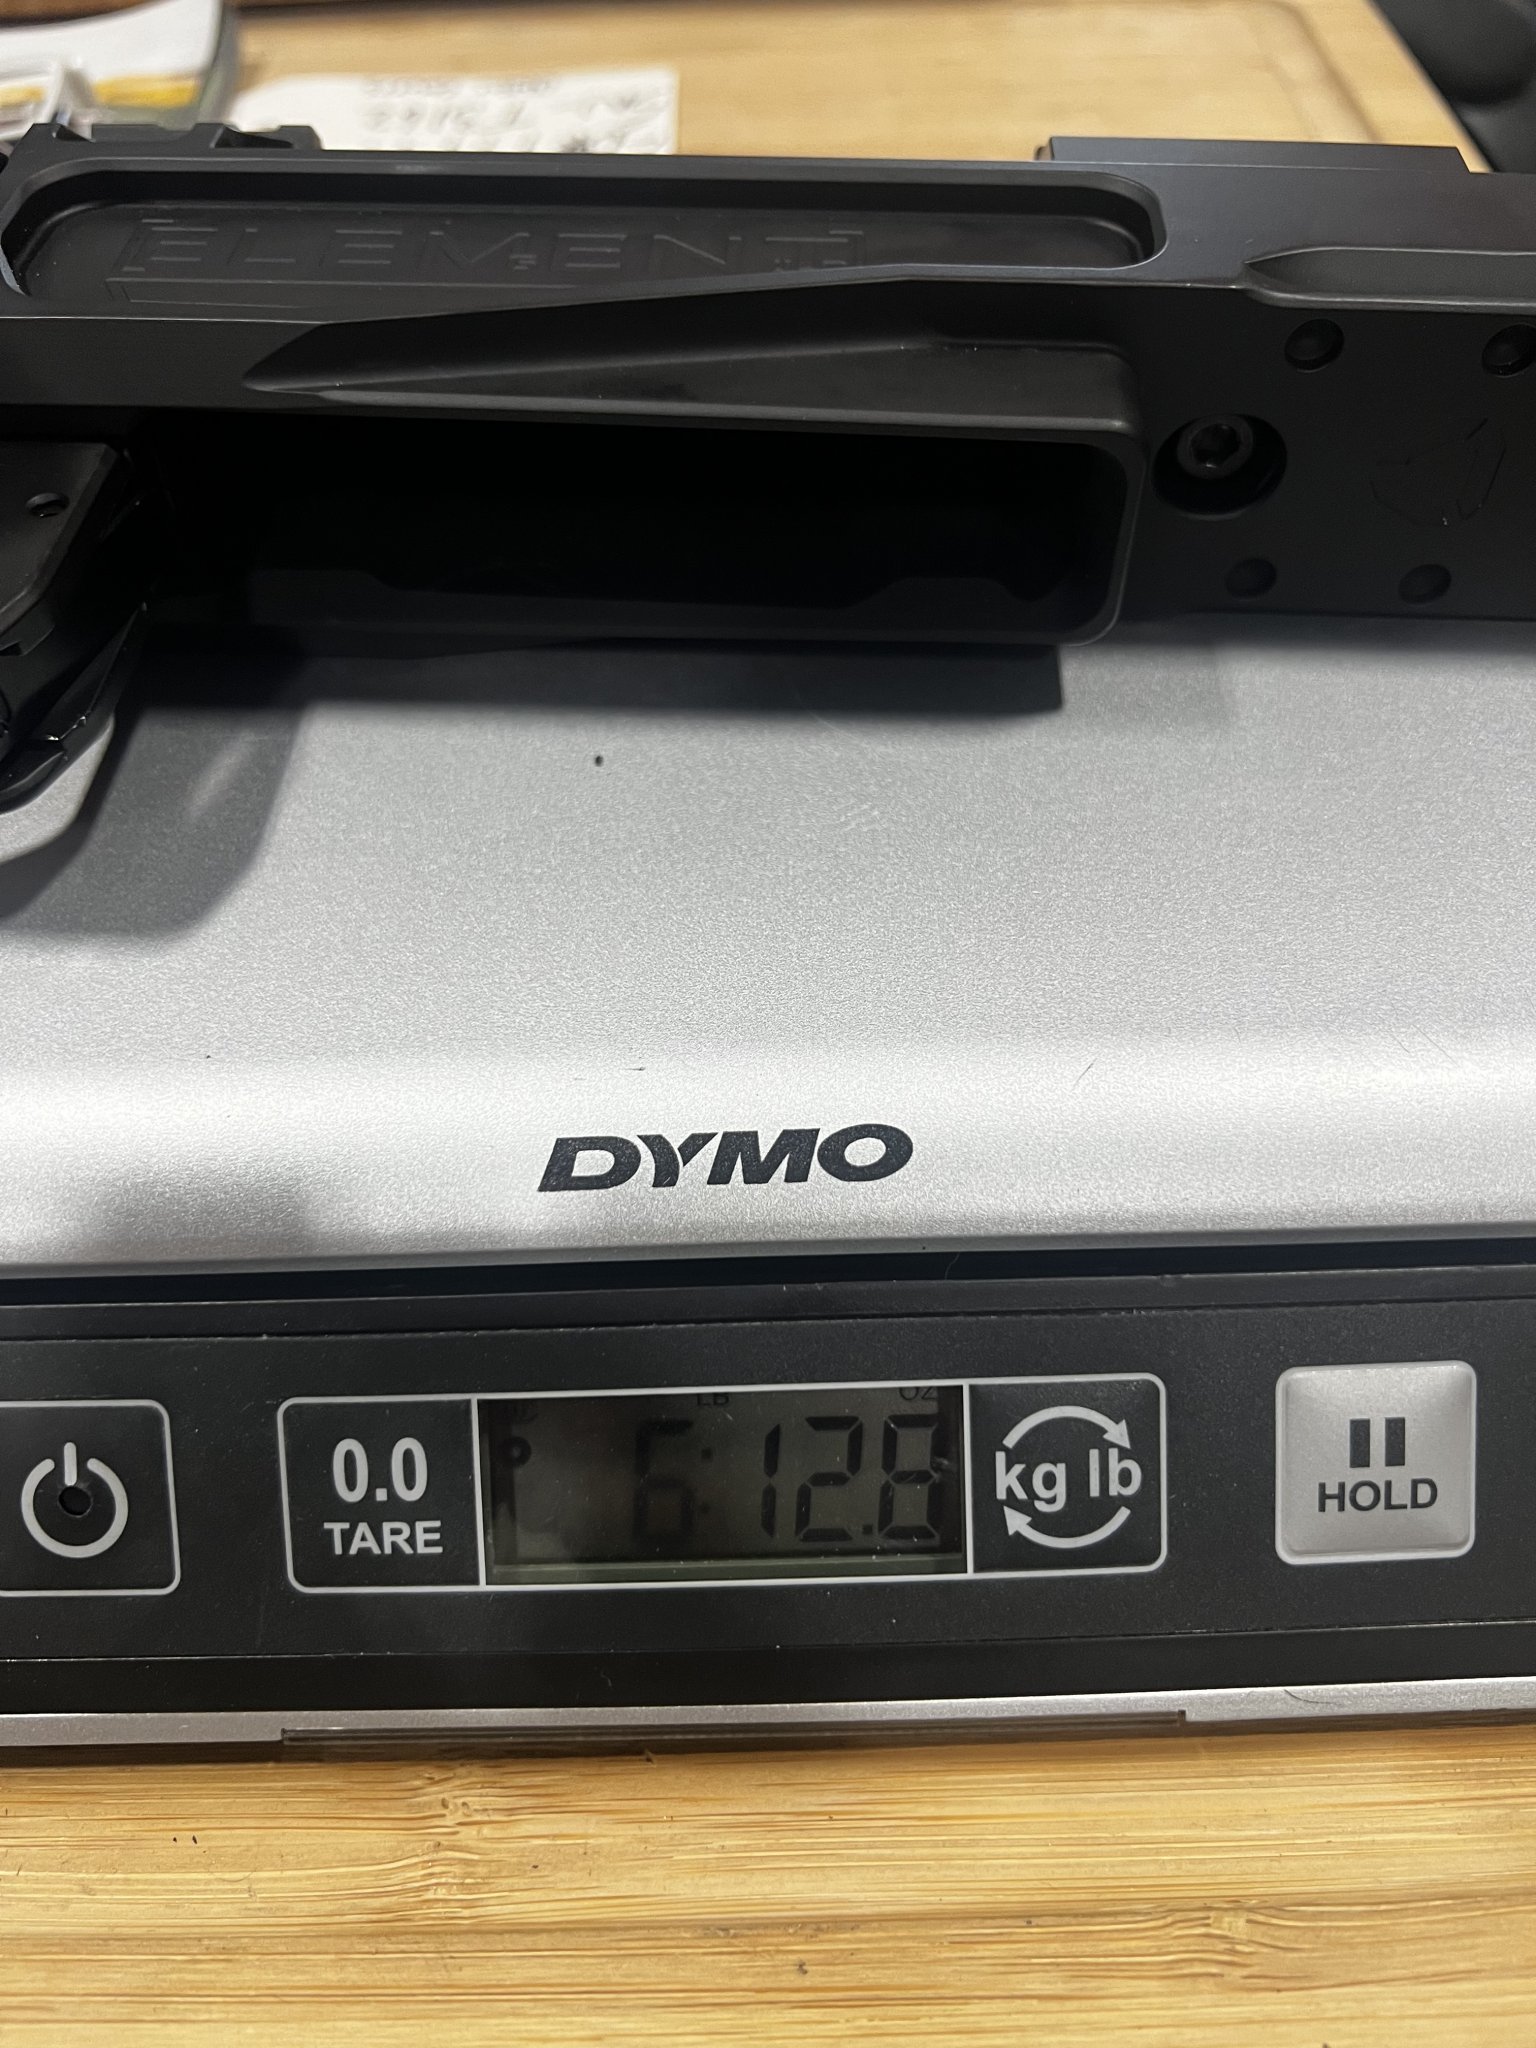 ELEMENT
DYMO
LB OZ
0.0
TARE
6:12.8
kg lb
HOLD